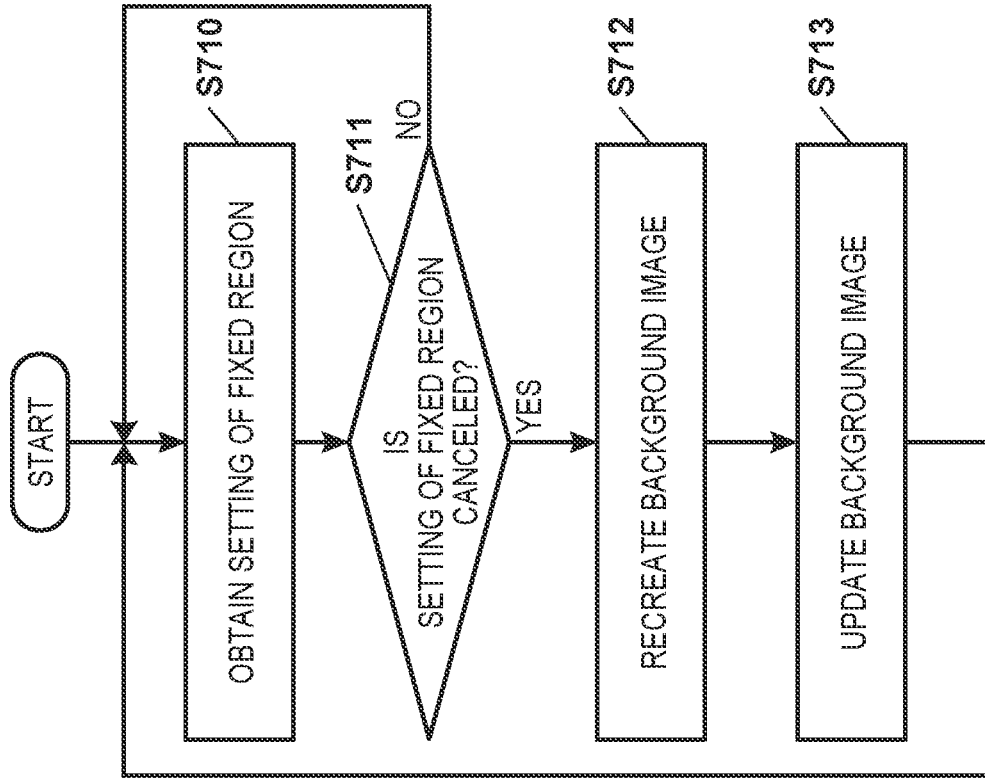 START
S710
OBTAIN SETTING OF FIXED REGION
S711
IS
SETTING OF FIXED REGION
CANCELED?
NO
YES
S712
RECREATE BACKGROUND IMAGE
S713
UPDATE BACKGROUND IMAGE